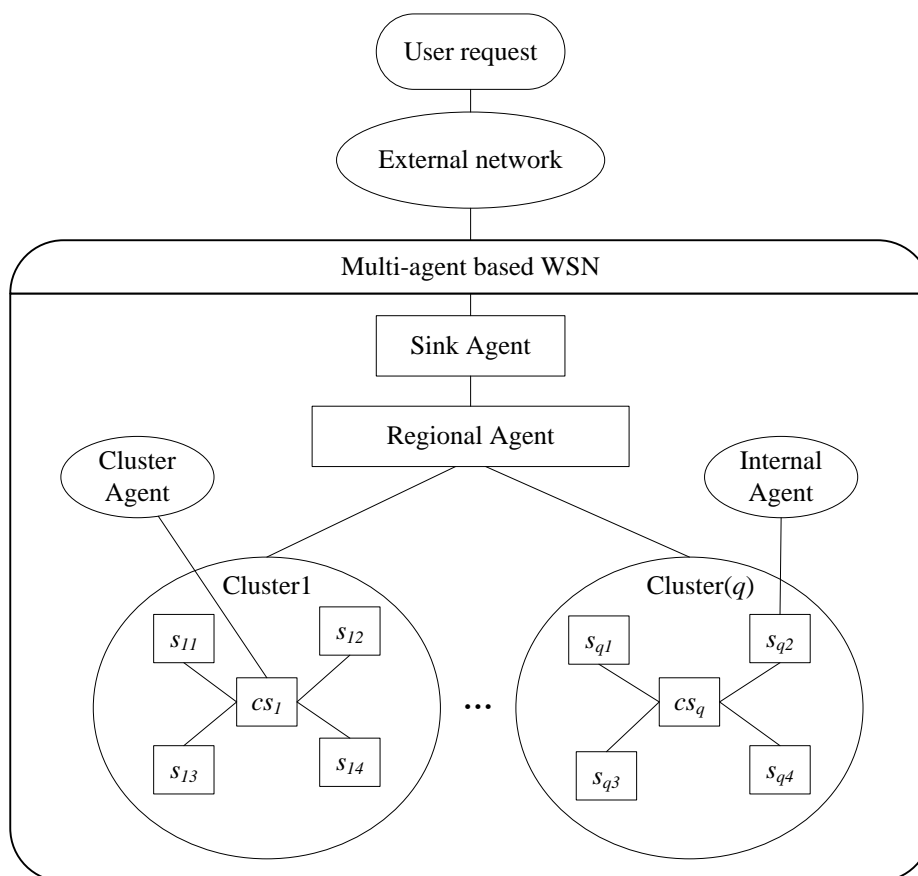 User request
External network
Multi-agent based WSN
Sink Agent
Regional Agent
Cluster
Agent
Internal
Agent
Cluster1
Cluster(q)
s11
s12
cs1
s13
s14
...
sq1
sq2
csq
sq3
sq4